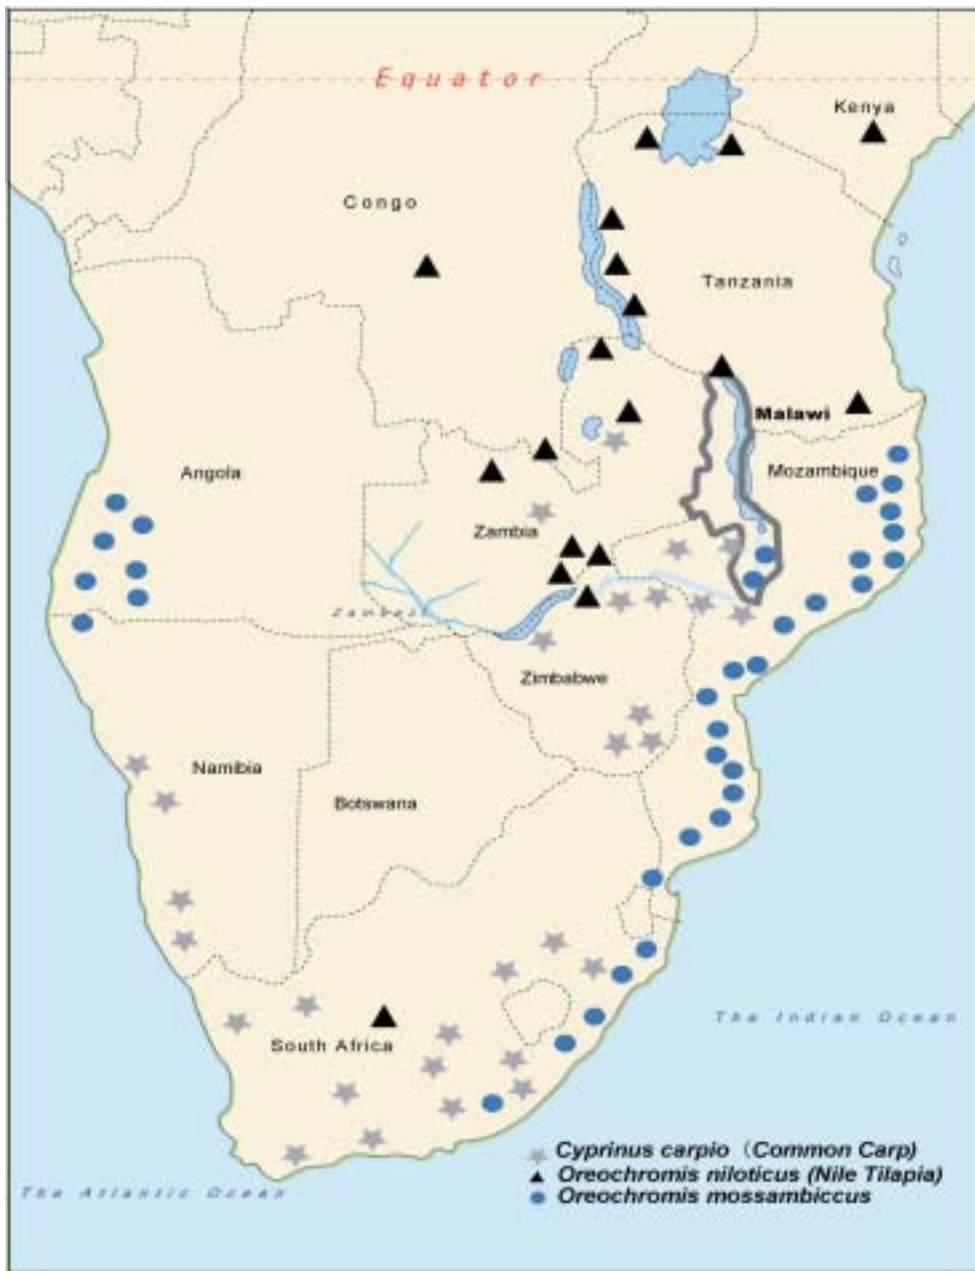 Equator
Kenya
Congo
Tanzania
Malawi
Mozambique
Angola
Zambia
Zambesi
Zimbabwe
Namibia
Botswana
The Indian Ocean
South Africa
Cyprinus carpio (Common Carp)
Oreochromis niloticus (Nile Tilapia)
Oreochromis mossambiccus
The Atlantic Ocean